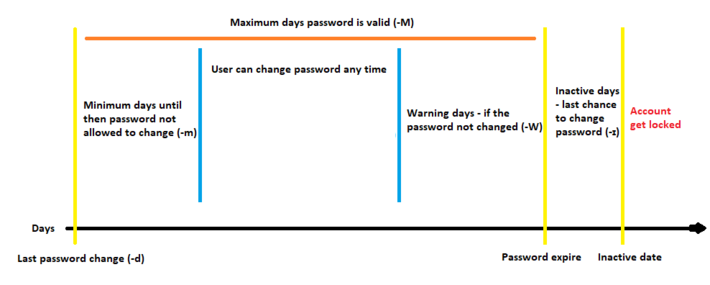 Maximum days password is valid (-M)
User can change password any time
Minimum days until
then password not
allowed to change (-m)
Warning days - if the
password not changed (-W)
Inactive days
- last chance
to change
password (-I)
Account
get locked
Days
Last password change (-d)
Password expire
Inactive date